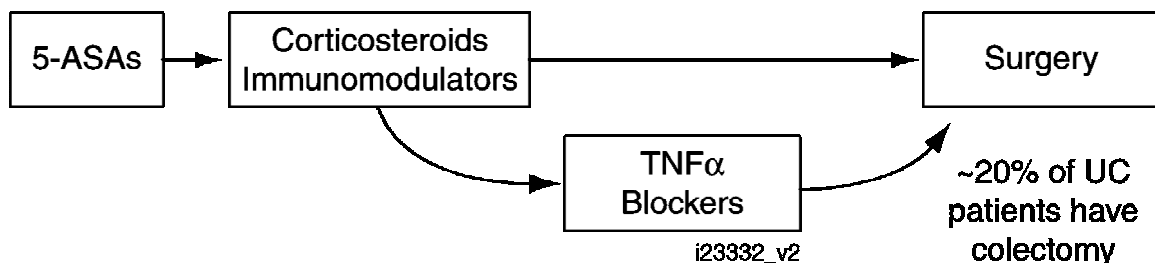 5-ASAs
Corticosteroids
Immunomodulators
Surgery
TNFα
Blockers
i23332_v2
~20% of UC
patients have
colectomy